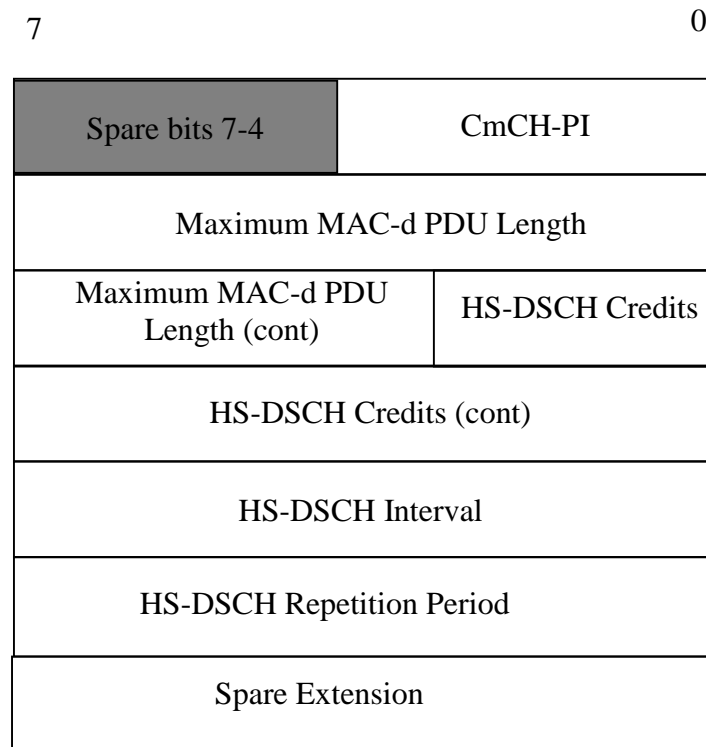 7 0
Spare bits 7-4 CmCH-PI
Maximum MAC-d PDU Length
Maximum MAC-d PDU
Length (cont) HS-DSCH Credits
HS-DSCH Credits (cont)
HS-DSCH Interval
HS-DSCH Repetition Period
Spare Extension